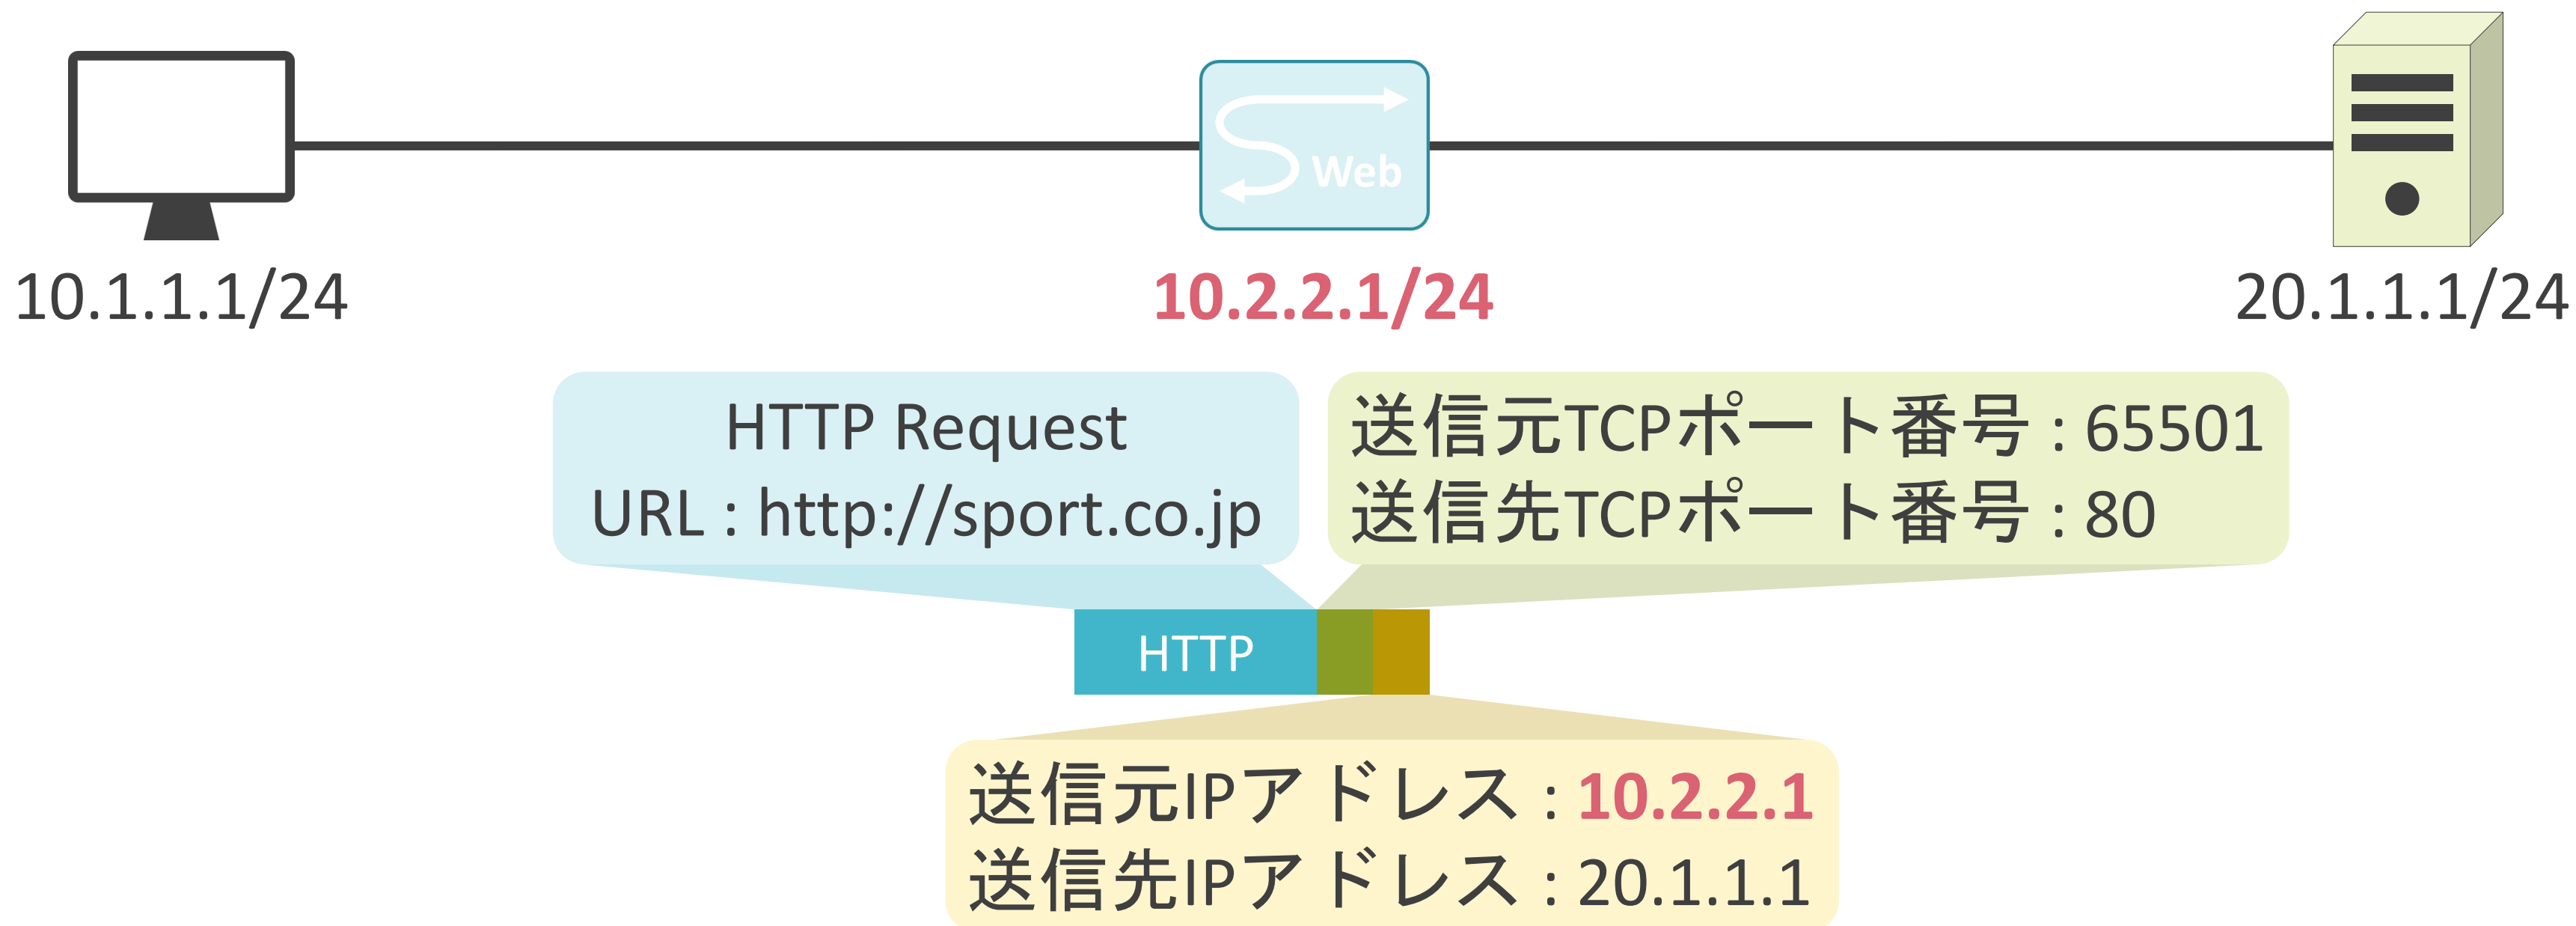 Web
10.1.1.1/24
10.2.2.1/24
20.1.1.1/24
HTTP Request
URL : http://sport.co.jp
送信元TCPポート番号 : 65501
送信先TCPポート番号 : 80
HTTP
送信元IPアドレス : 10.2.2.1
送信先IPアドレス : 20.1.1.1